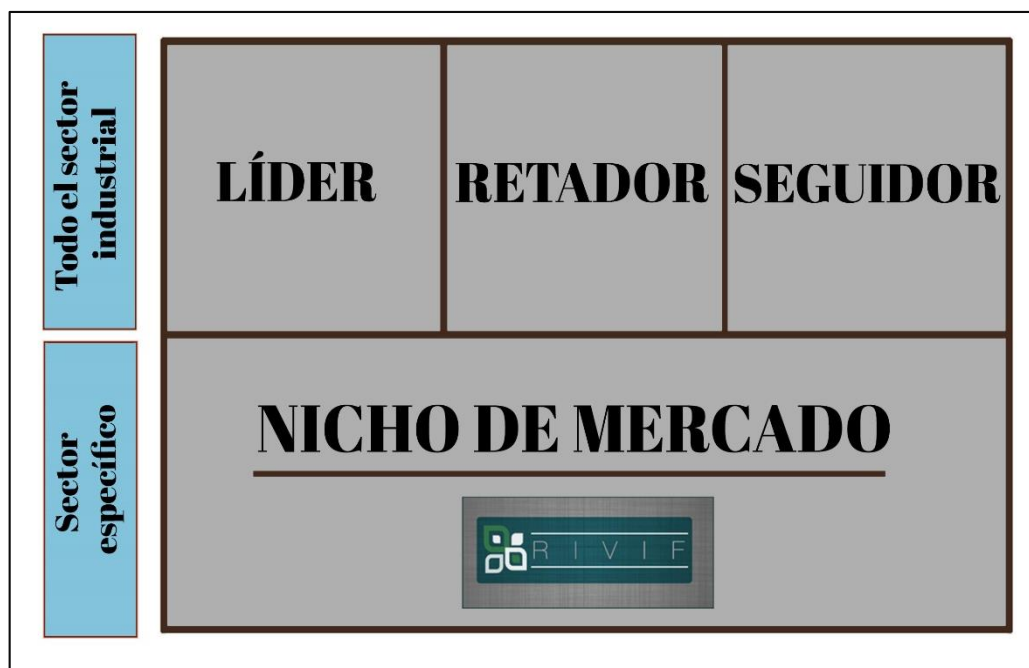 Todo el sector
industrial
LÍDER
RETADOR
SEGUIDOR
Sector
específico
NICHO DE MERCADO
RIVIF